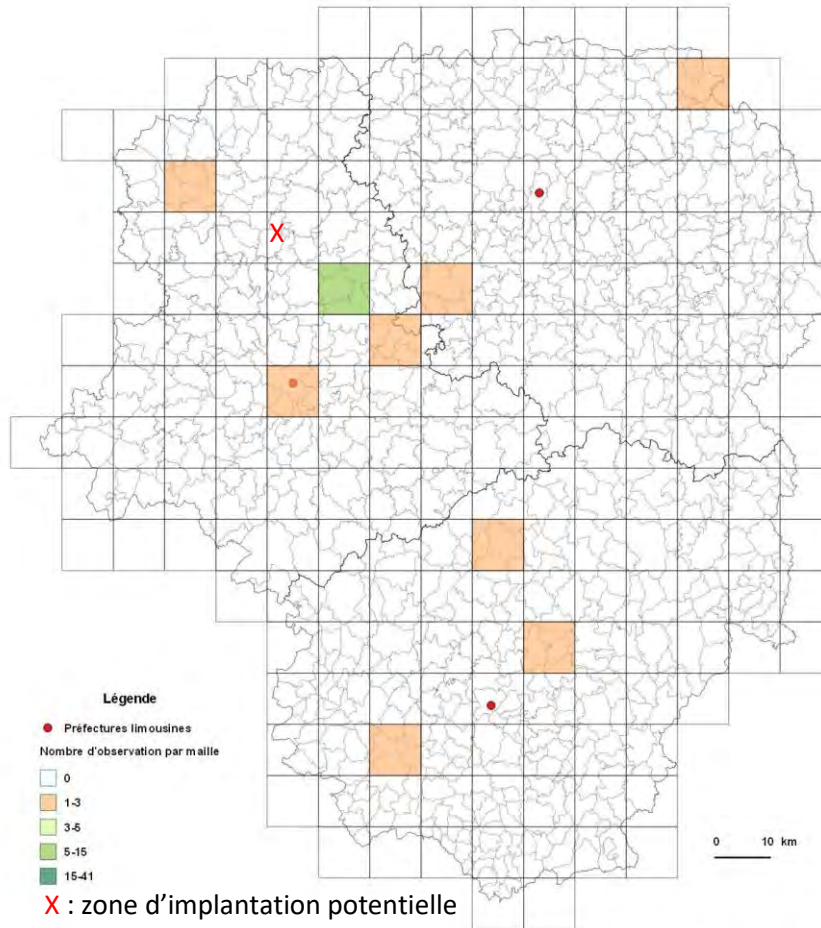 X
Légende
Préfectures limousines
Nombre d'observation par maille
0
1-3
3-5
5-15
15-41
0 10 km
X : zone d'implantation potentielle